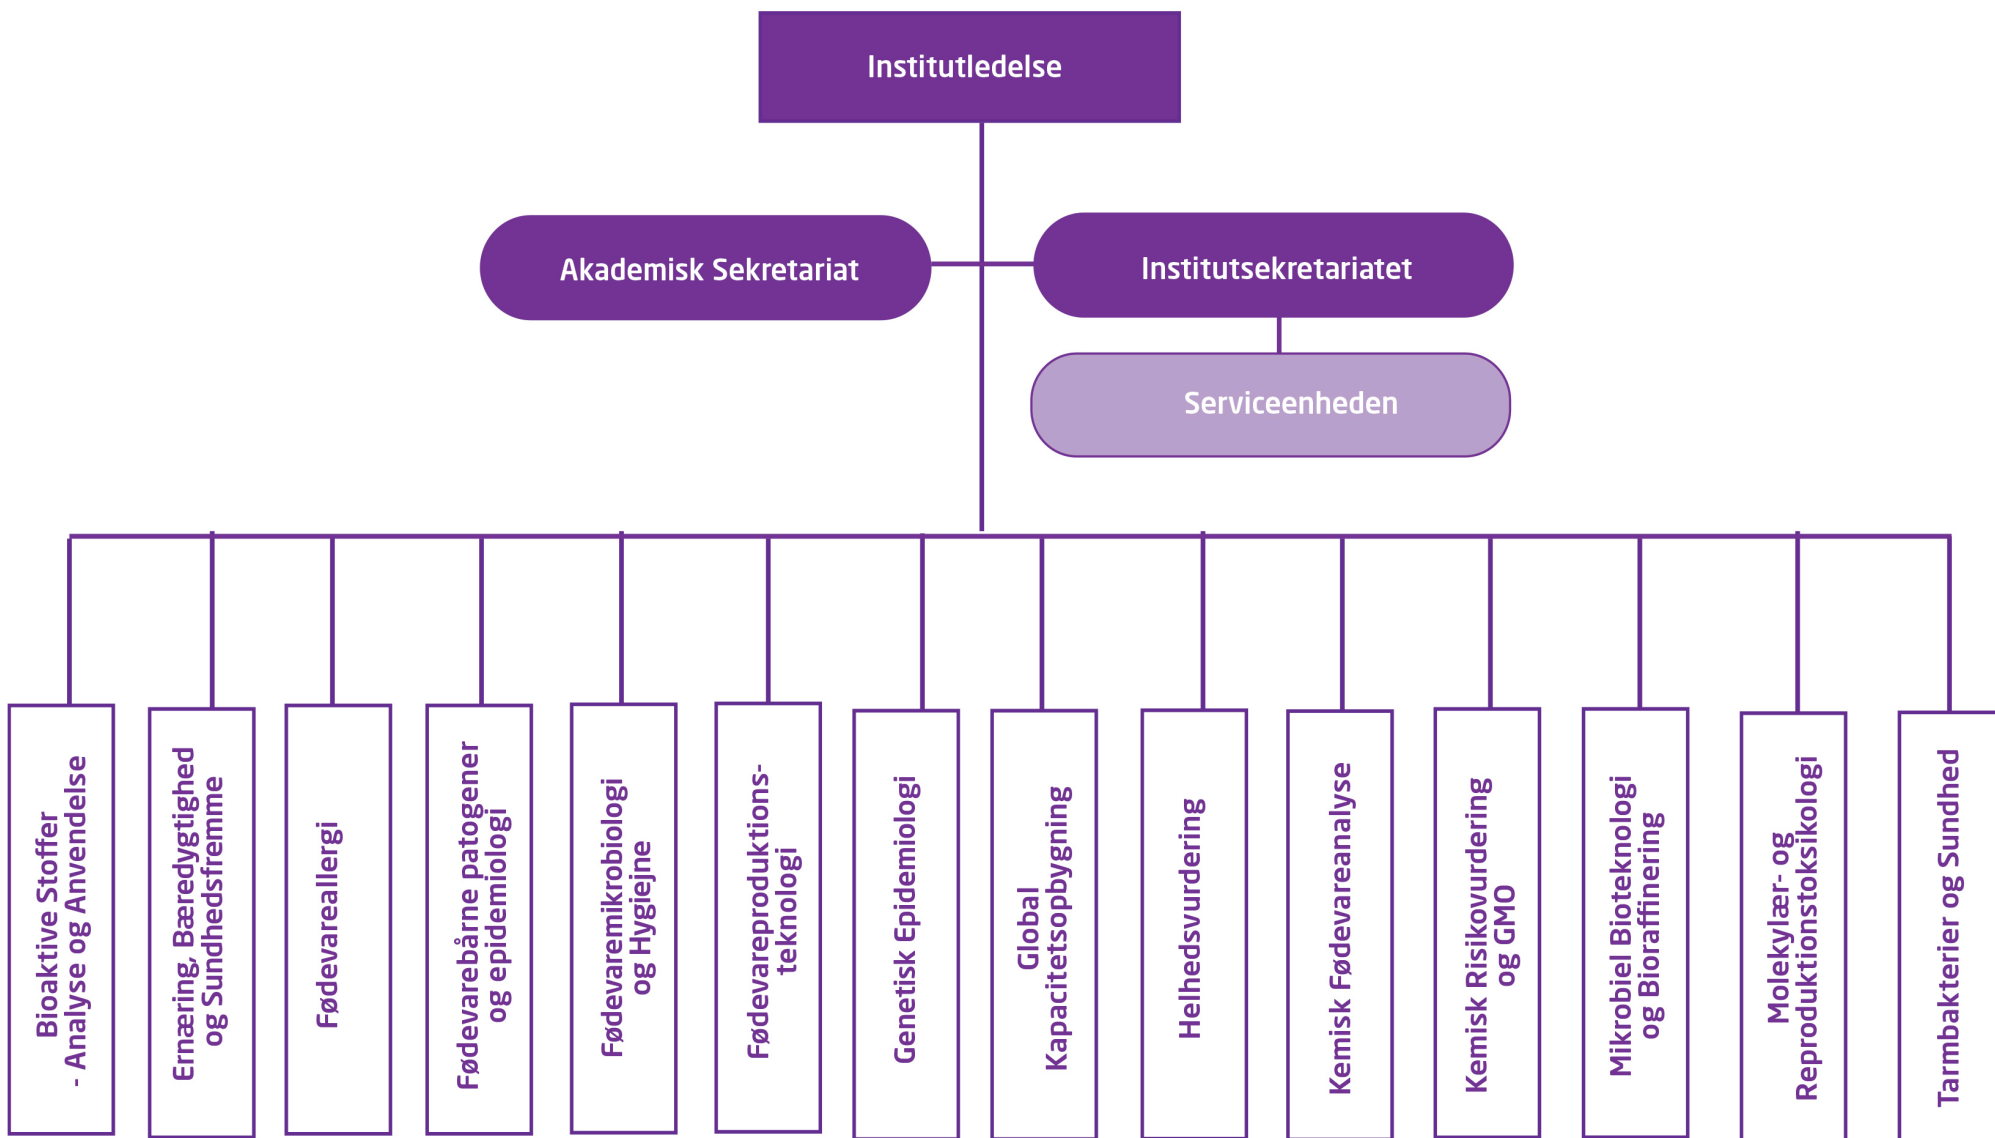 Institutledelse
Akademisk Sekretariat
Institutsekretariatet
Serviceenheden
Bioaktive Stoffer
- Analyse og Anvendelse
Ernæring, Bæredygtighed
og Sundhedsfremme
Fødevareallergi
Fødevarebårne patogener
og epidemiologi
Fødevaremikrobiologi
og Hygiejne
Fødevareproduktions-
teknologi
Genetisk Epidemiologi
Global
Kapacitetsopbygning
Helhedsvurdering
Kemisk Fødevareanalyse
Kemisk Risikovurdering
og GMO
Mikrobiel Bioteknologi
og Bioraffinering
Molekylær- og
Reproduktionstoksikologi
Tarmbakterier og Sundhed